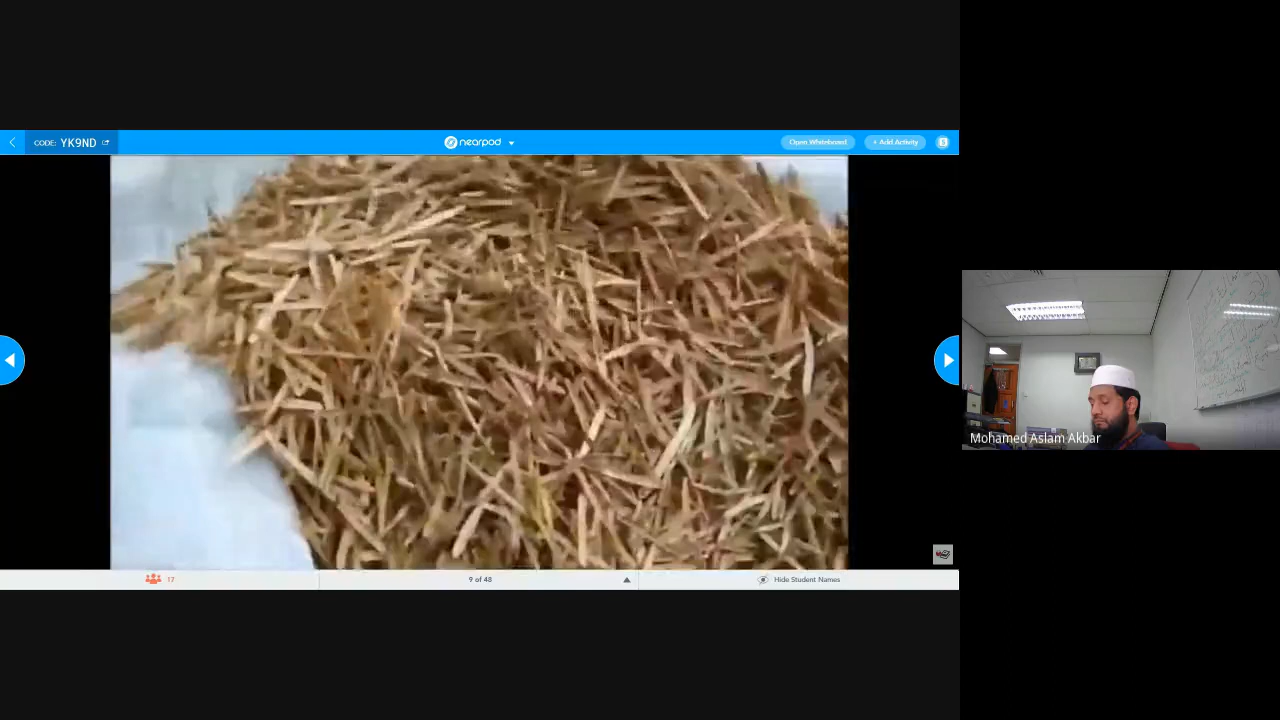 CODE: YK9ND
nearpod
Open Whiteboard
+ Add Activity
Mohamed Aslam Akbar
17
9 of 48
Hide Student Names